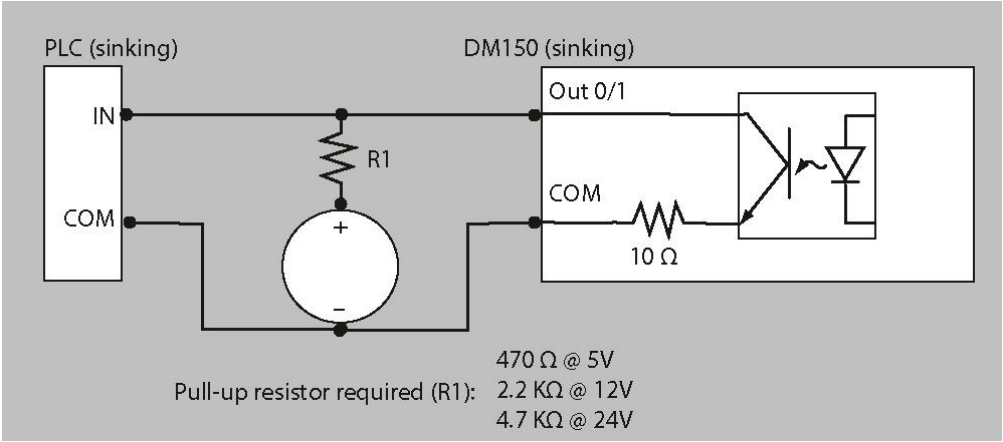 PLC (sinking)
DM150 (sinking)
IN
Out 0/1
R1
COM
COM
+
10 Ω
–
470 Ω @ 5V
Pull-up resistor required (R1): 2.2 KΩ @ 12V
4.7 KΩ @ 24V